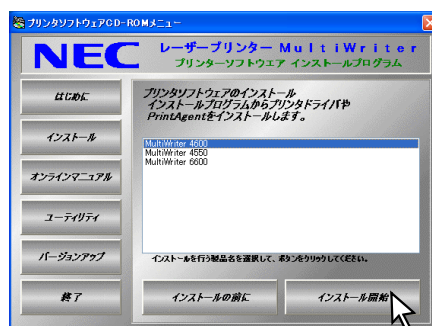 プリンタソフトウェアCD-ROMメニュー
NEC
レーザープリンター MultiWriter
プリンターソフトウエア インストールプログラム
はじめに
インストール
オンラインマニュアル
ユーティリティ
バージョンアップ
終了
プリンタソフトウェアのインストール
インストールプログラムからプリンタドライバや
PrintAgentをインストールします。
MultiWriter 4600
MultiWriter 4550
MultiWriter 6600
インストールを行う製品名を選択して、ボタンをクリックしてください。
インストールの前に
インストール開始